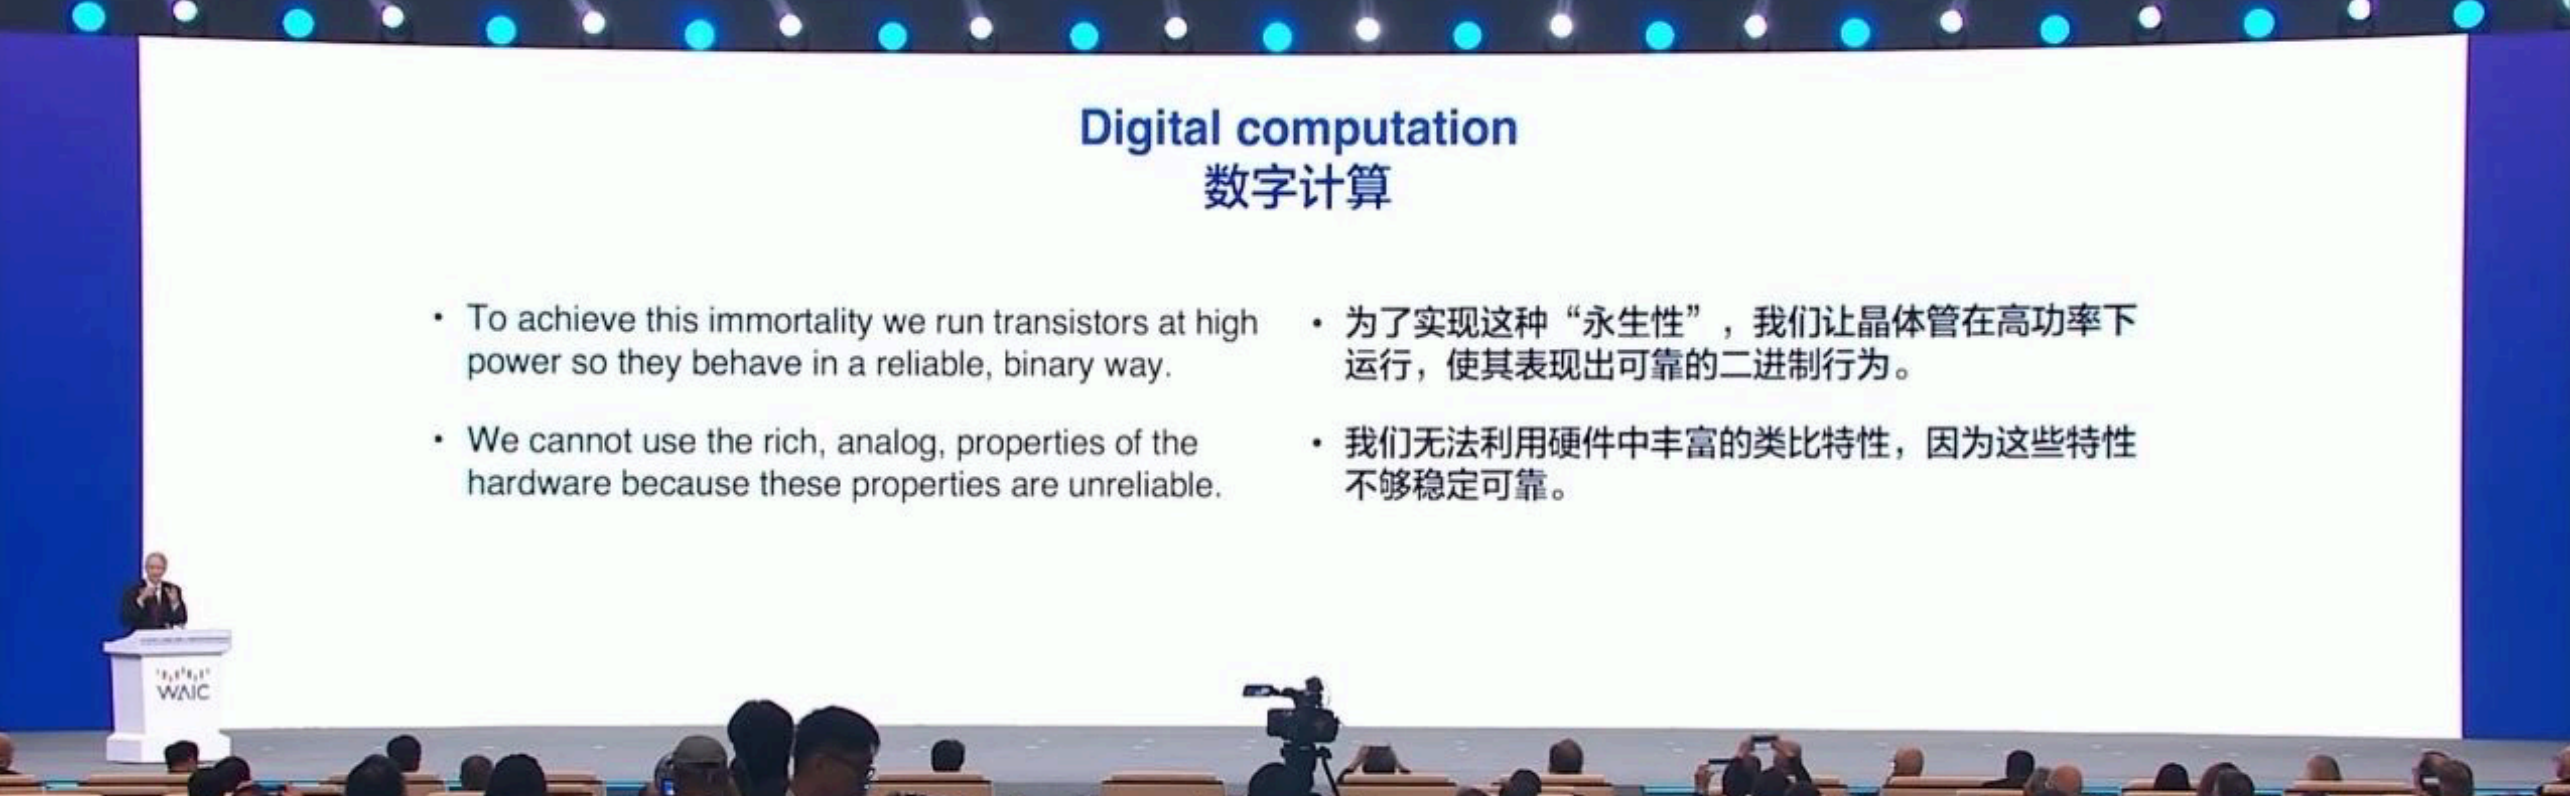 Digital computation
数字计算
• To achieve this immortality we run transistors at high
power so they behave in a reliable, binary way.
• We cannot use the rich, analog, properties of the
hardware because these properties are unreliable.
• 为了实现这种“永生性”，我们让晶体管在高功率下
运行，使其表现出可靠的二进制行为。
• 我们无法利用硬件中丰富的类比特性，因为这些特性
不够稳定可靠。
WAIC